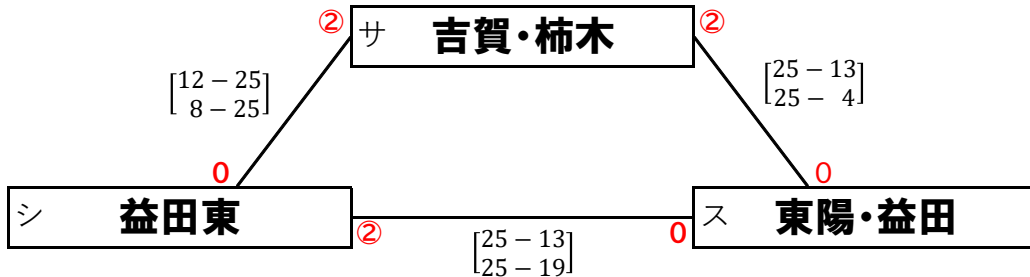 ② サ 吉賀・柿木 ②
[12 − 25]
[8 − 25]
[25 − 13]
[25 − 4]
0
0
シ 益田東
② 0
ス 東陽・益田
[25 − 13]
[25 − 19]